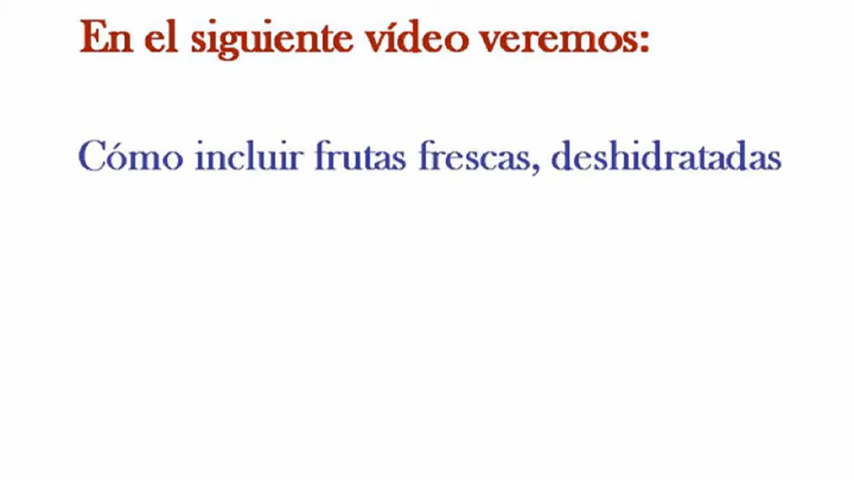 En el siguiente vídeo veremos:
Cómo incluir frutas frescas, deshidratadas